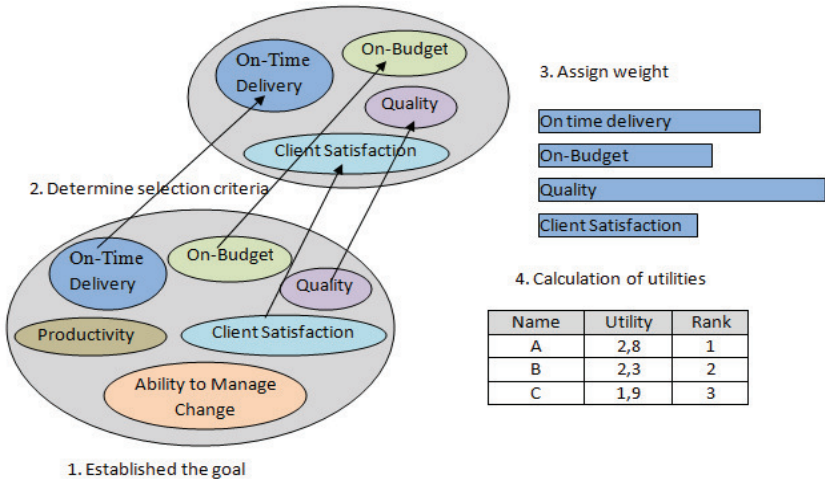 On-Time
Delivery
On-Budget
Quality
Client Satisfaction
2. Determine selection criteria
On-Time
Delivery
On-Budget
Quality
Productivity
Client Satisfaction
Ability to Manage
Change
1. Established the goal
3. Assign weight
On time delivery
On-Budget
Quality
Client Satisfaction
4. Calculation of utilities
Name Utility Rank
A 2,8 1
B 2,3 2
C 1,9 3